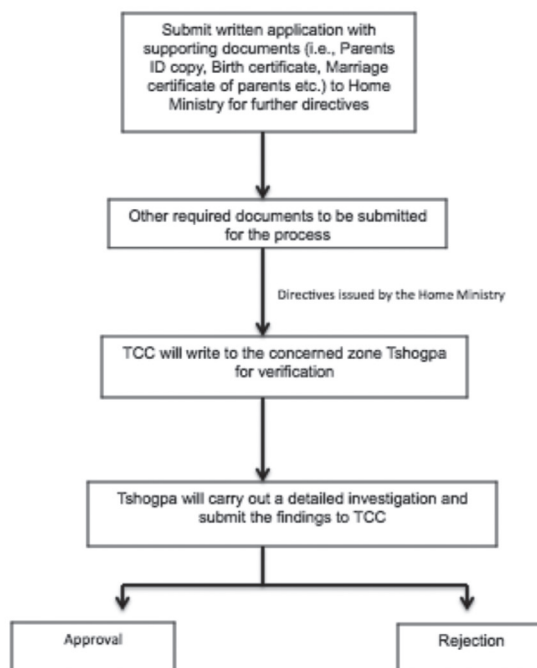 Submit written application with
supporting documents (i.e., Parents
ID copy, Birth certificate, Marriage
certificate of parents etc.) to Home
Ministry for further directives
Other required documents to be submitted
for the process
Directives issued by the Home Ministry
TCC will write to the concerned zone Tshogpa
for verification
Tshogpa will carry out a detailed investigation and
submit the findings to TCC
Approval
Rejection